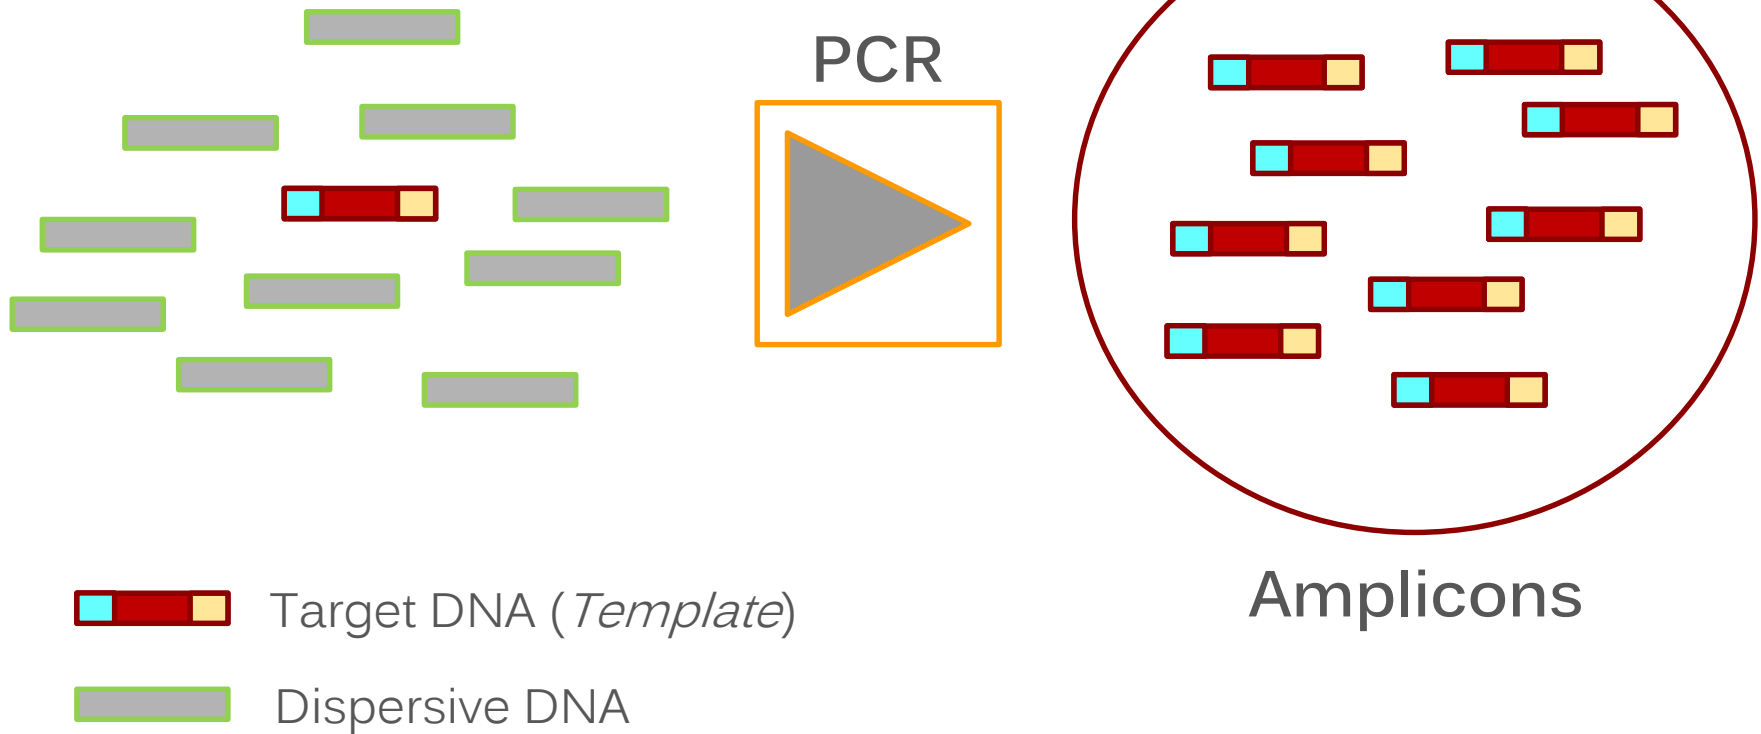 PCR
Amplicons
Target DNA (Template)
Dispersive DNA